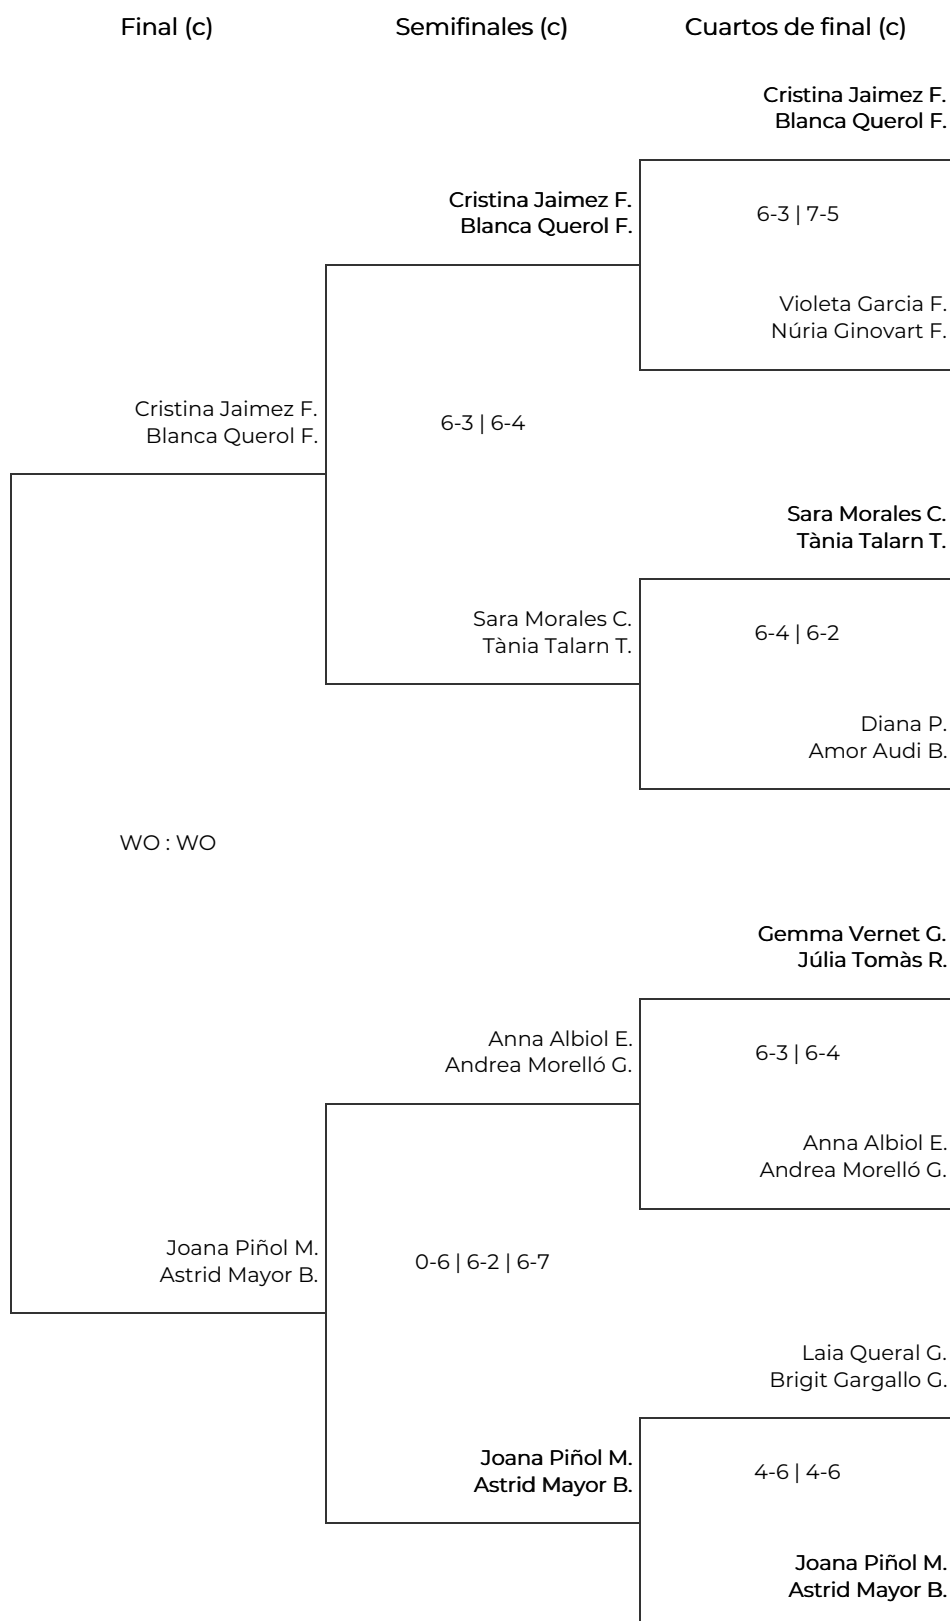 Final (c)
Semifinales (c)
Cuartos de final (c)
Cristina Jaimez F.
Blanca Querol F.
Cristina Jaimez F.
Blanca Querol F.
6-3 | 7-5
Violeta Garcia F.
Núria Ginovart F.
Cristina Jaimez F.
Blanca Querol F.
6-3 | 6-4
Sara Morales C.
Tània Talarn T.
Sara Morales C.
Tània Talarn T.
6-4 | 6-2
Diana P.
Amor Audi B.
WO : WO
Gemma Vernet G.
Júlia Tomàs R.
Anna Albiol E.
Andrea Morelló G.
6-3 | 6-4
Anna Albiol E.
Andrea Morelló G.
Joana Piñol M.
Astrid Mayor B.
0-6 | 6-2 | 6-7
Laia Queral G.
Brigit Gargallo G.
Joana Piñol M.
Astrid Mayor B.
4-6 | 4-6
Joana Piñol M.
Astrid Mayor B.